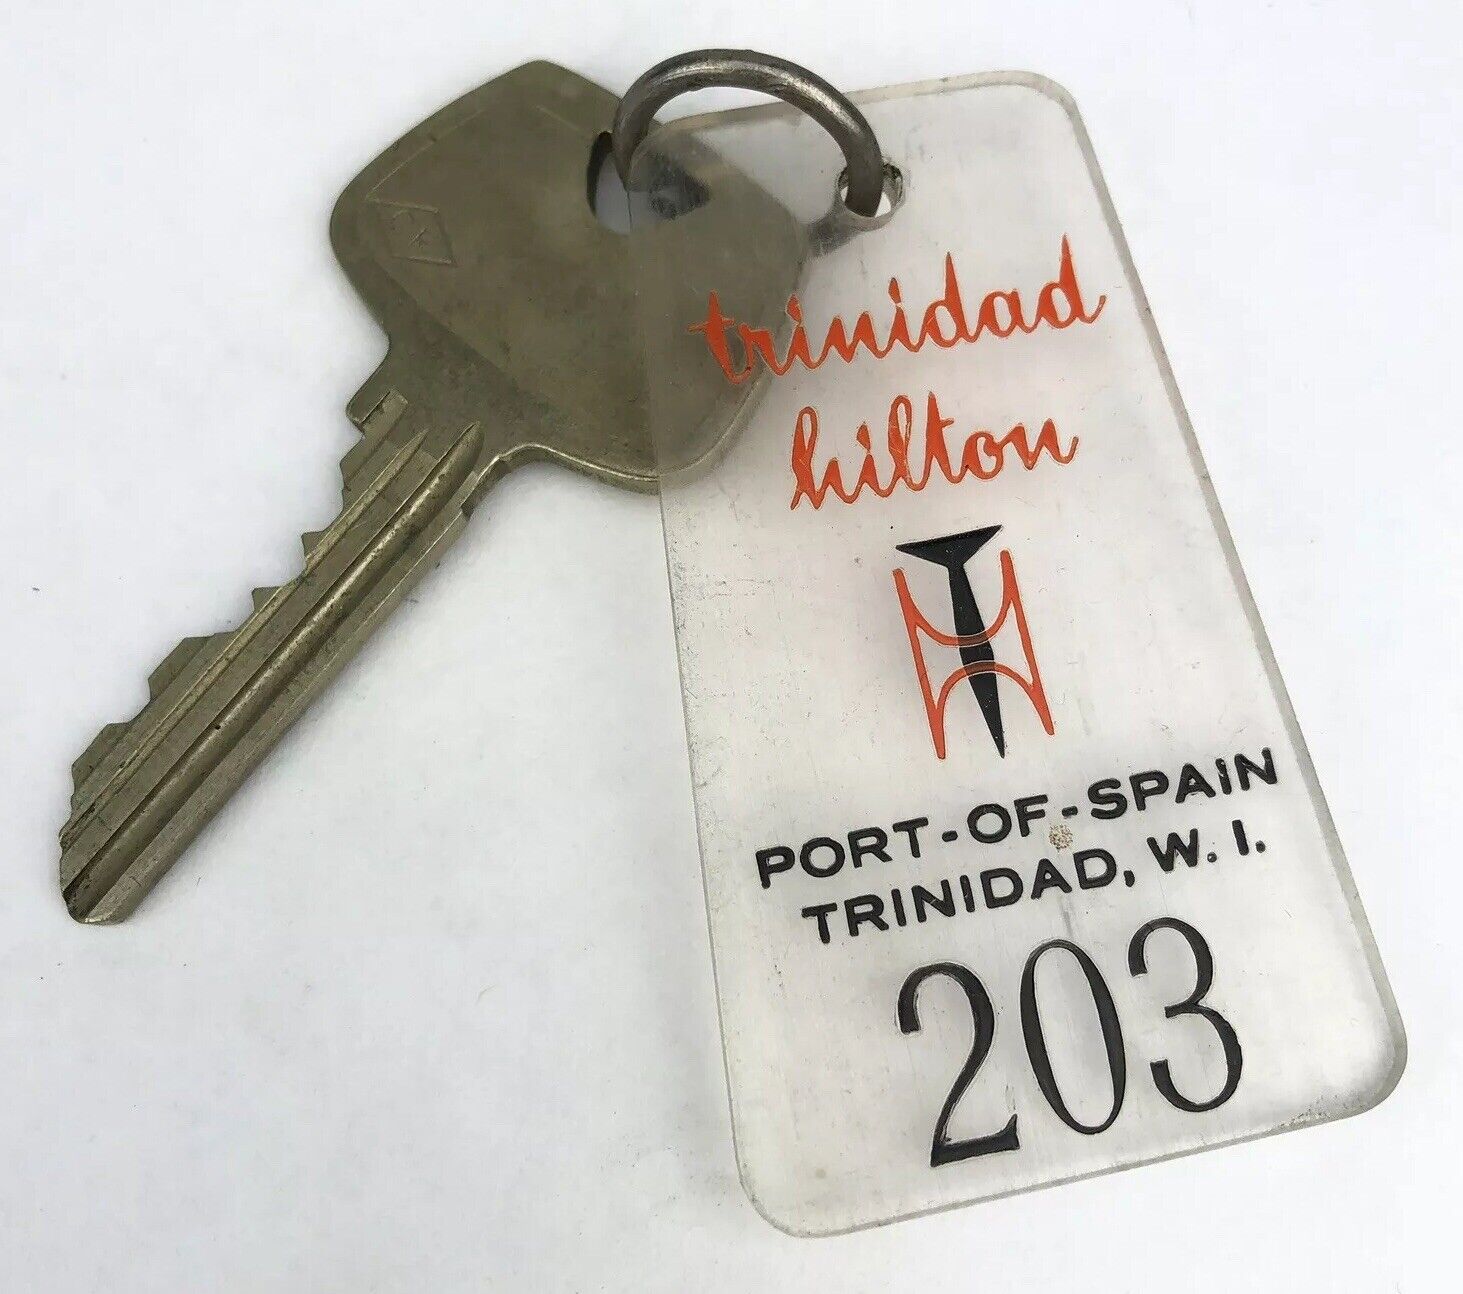 trinidad
hilton
PORT-OF-SPAIN
TRINIDAD, W. I.
203